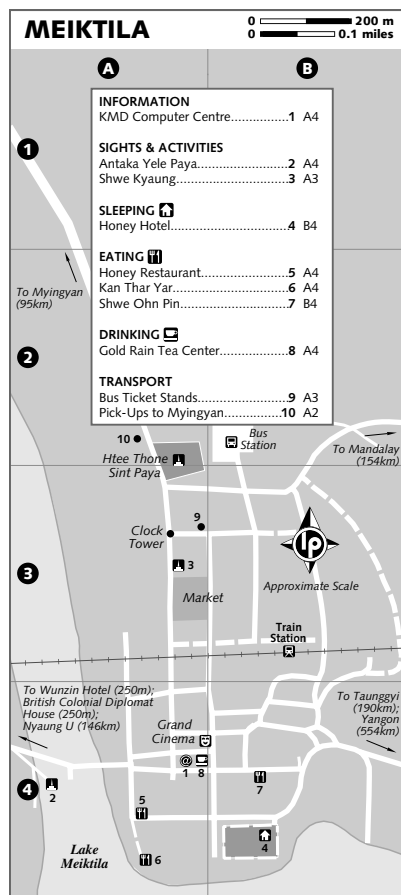 MEIKTILA
0 200 m
0 0.1 miles
A B
1
INFORMATION
KMD Computer Centre...............1 A4
SIGHTS & ACTIVITIES
Antaka Yele Paya......................2 A4
Shwe Kyaung............................3 A3
SLEEPING
Honey Hotel..............................4 B4
EATING
Honey Restaurant......................5 A4
Kan Thar Yar.............................6 A4
Shwe Ohn Pin...........................7 B4
DRINKING
Gold Rain Tea Center.................8 A4
TRANSPORT
Bus Ticket Stands......................9 A3
Pick-Ups to Myingyan..............10 A2
To Myingyan
(95km)
2
10
Bus
Station
Htee Thone
Sint Paya
To Mandalay
(154km)
9
Clock
Tower
lp
3
3
Market
Approximate Scale
Train
Station
To Wunzin Hotel (250m);
British Colonial Diplomat
House (250m);
Nyaung U (146km)
To Taunggyi
(190km);
Yangon
(554km)
Grand
Cinema
@
1 8
7
4
2
5
4
Lake
Meiktila
6